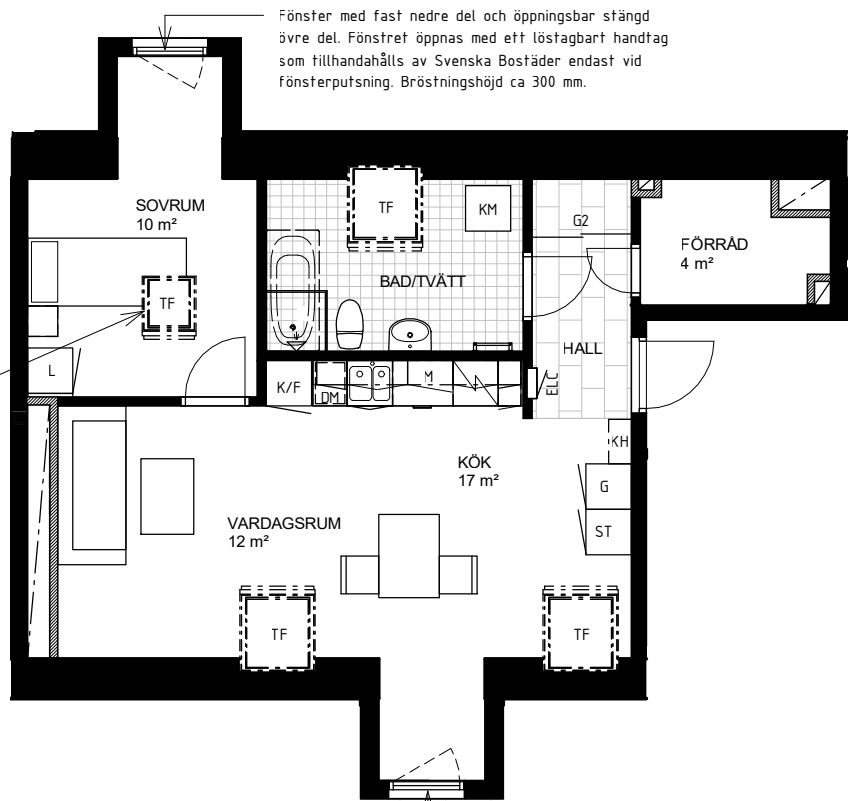 Fönster med fast nedre del och öppningsbar stängd
övre del. Fönstret öppnas med ett löstagbart handtag
som tillhandahålls av Svenska Bostäder endast vid
fönsterputsning. Bröstningshöjd ca 300 mm.
SOVRUM
10 m²
TF
KM
G2
FÖRRÅD
4 m²
BAD/TVÄTT
TF
HALL
L
K/F
DM
M
ELC
KH
KÖK
17 m²
G
VARDAGSRUM
12 m²
ST
TF
TF